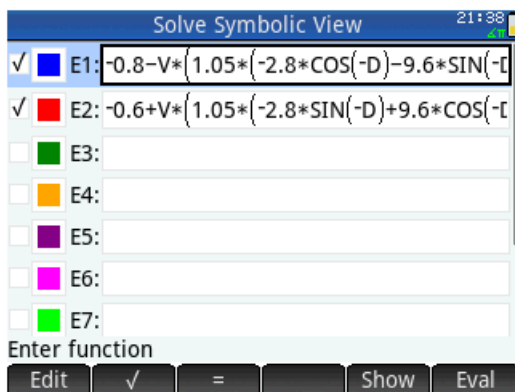 Solve Symbolic View 21:38
∡π
√ E1: -0.8-V*(1.05*(-2.8*COS(-D)-9.6*SIN(-D
√ E2: -0.6+V*(1.05*(-2.8*SIN(-D)+9.6*COS(-D
E3:
E4:
E5:
E6:
E7:
Enter function
Edit √ = Show Eval